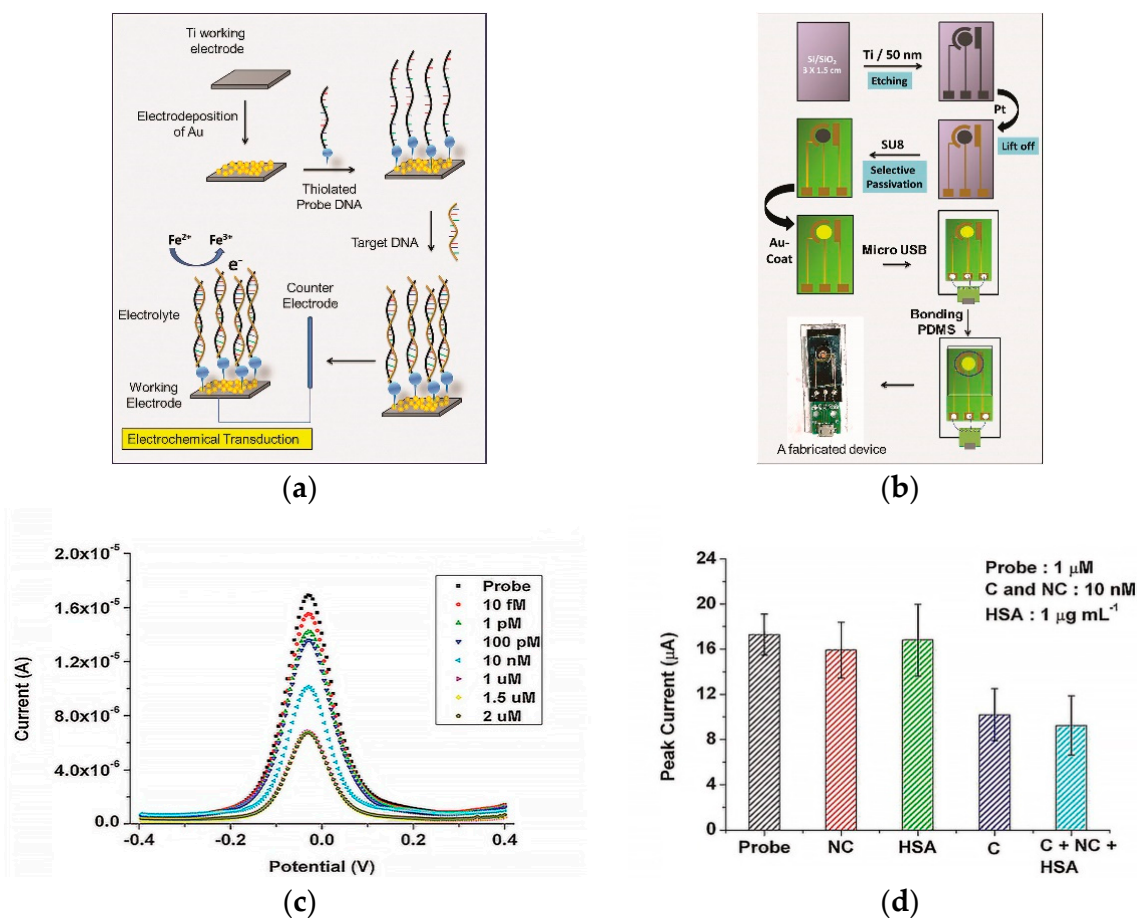 Ti working
electrode
Electrodeposition
of Au
Thiolated
Probe DNA
Target DNA
Fe2+
Fe3+
e−
Counter
Electrode
Electrolyte
Working
Electrode
Electrochemical Transduction
(a)
Si/SiO2
3 X 1.5 cm
Ti / 50 nm
Etching
Pt
Lift off
SU8
Selective
Passivation
Au-
Coat
Micro USB
Bonding
PDMS
A fabricated device
(b)
2.0x10-5
1.6x10-5
1.2x10-5
8.0x10-6
4.0x10-6
0.0
Current (A)
-0.4
-0.2
0.0
0.2
0.4
Potential (V)
Probe
10 fM
1 pM
100 pM
10 nM
1 uM
1.5 uM
2 uM
(c)
24
20
16
12
8
4
0
Peak Current (μA)
Probe : 1 μM
C and NC : 10 nM
HSA : 1 μg mL-1
Probe
NC
HSA
C
C + NC +
HSA
(d)